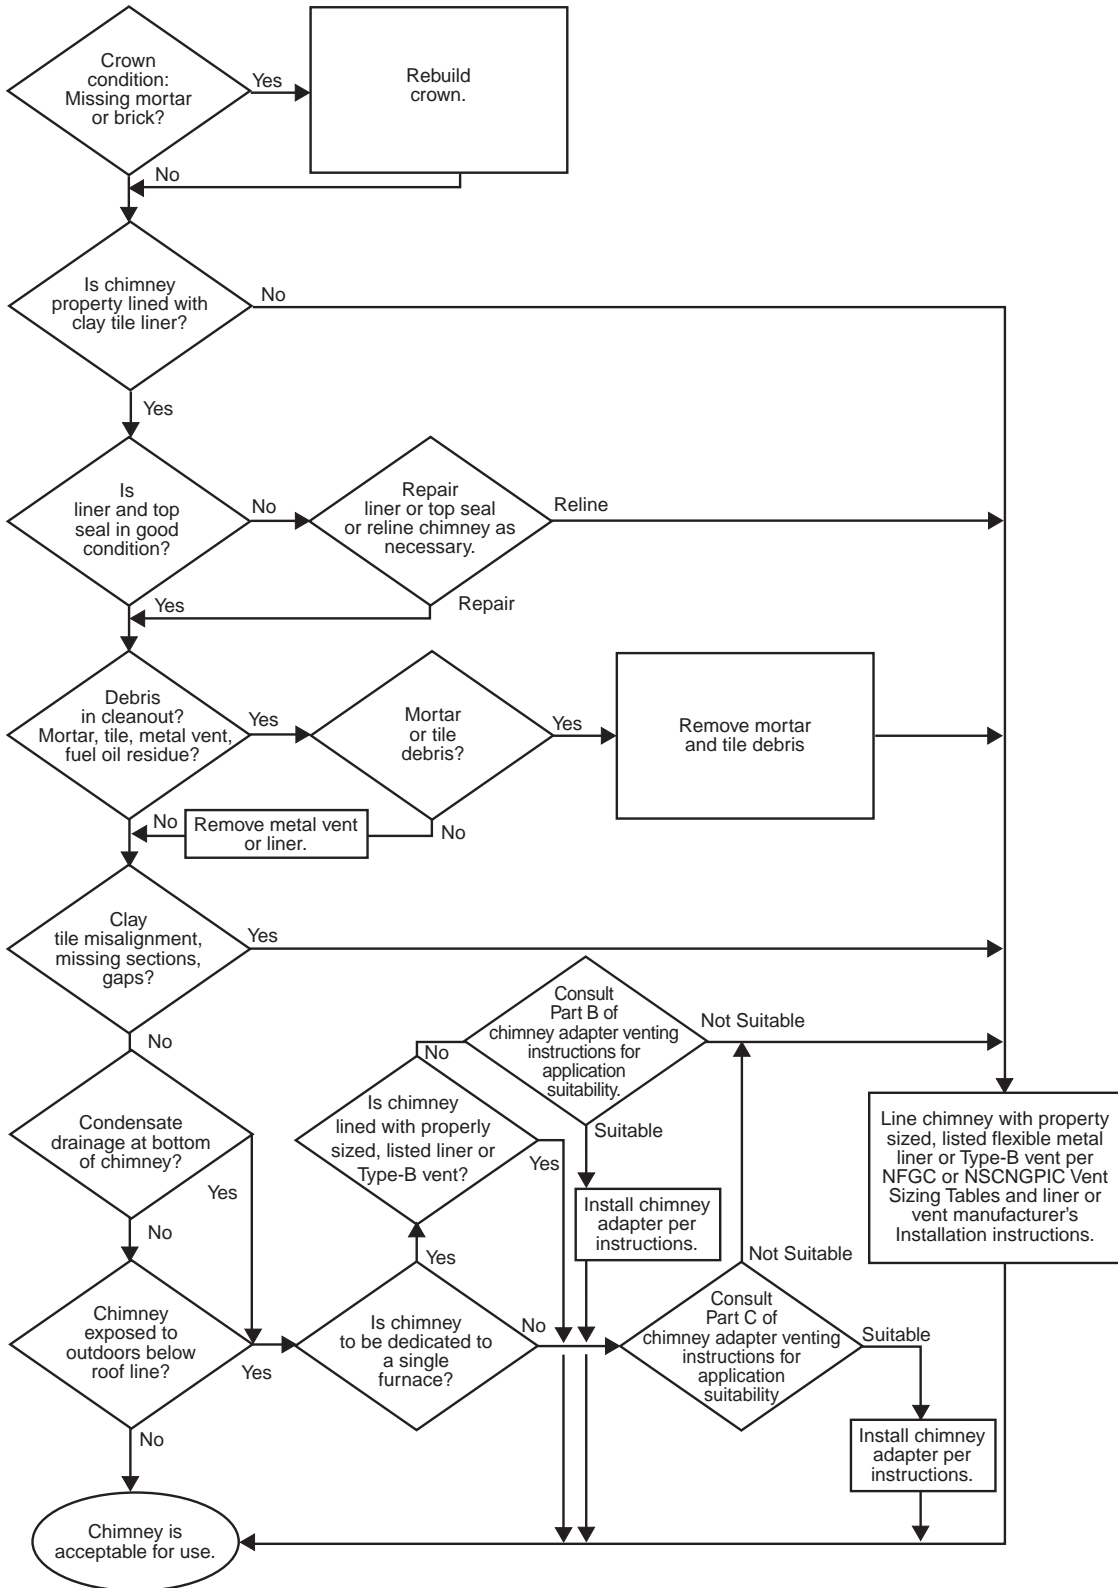 Crown
condition:
Missing mortar
or brick?
Yes
Rebuild
crown.
No
Is chimney
property lined with
clay tile liner?
No
Yes
Is
liner and top
seal in good
condition?
No
Repair
liner or top seal
or reline chimney as
necessary.
Reline
Repair
Yes
Debris
in cleanout?
Mortar, tile, metal vent,
fuel oil residue?
Yes
Mortar
or tile
debris?
Yes
Remove mortar
and tile debris
No
Remove metal vent
or liner.
No
Clay
tile misalignment,
missing sections,
gaps?
Yes
No
Consult
Part B of
chimney adapter venting
instructions for
application
suitability.
Not Suitable
No
Suitable
Condensate
drainage at bottom
of chimney?
Yes
No
Is chimney
lined with properly
sized, listed liner or
Type-B vent?
Yes
Yes
Install chimney
adapter per
instructions.
Line chimney with property
sized, listed flexible metal
liner or Type-B vent per
NFGC or NSCNGPIC Vent
Sizing Tables and liner or
vent manufacturer's
Installation instructions.
Not Suitable
Chimney
exposed to
outdoors below
roof line?
Yes
No
Is chimney
to be dedicated to
a single
furnace?
No
Consult
Part C of
chimney adapter venting
instructions for
application
suitability
Suitable
Install chimney
adapter per
instructions.
Chimney is
acceptable for use.